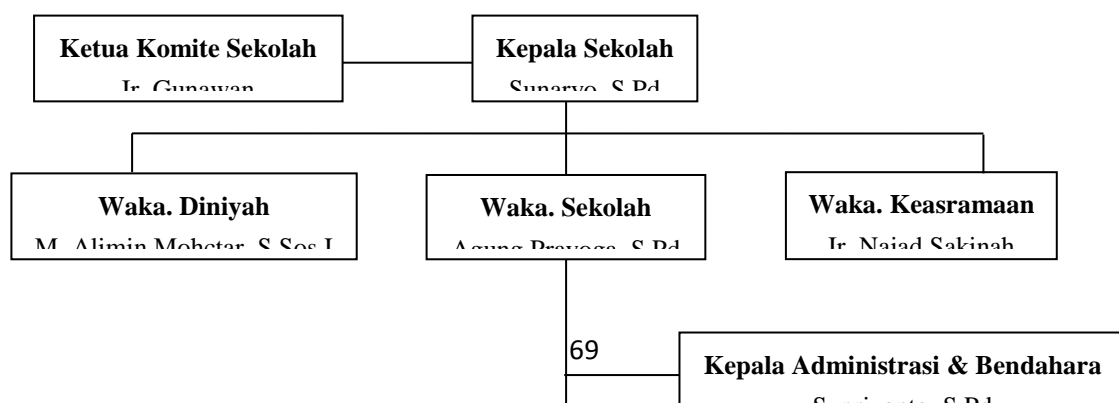 Ketua Komite Sekolah
Ir. Gunawan
Kepala Sekolah
Sunaryo, S.Pd
Waka. Diniyah
M. Alimin Mohctar, S.Sos.I
Waka. Sekolah
Agung Prayoga, S.Pd
Waka. Keasramaan
Ir. Najad Sakinah
69
Kepala Administrasi & Bendahara